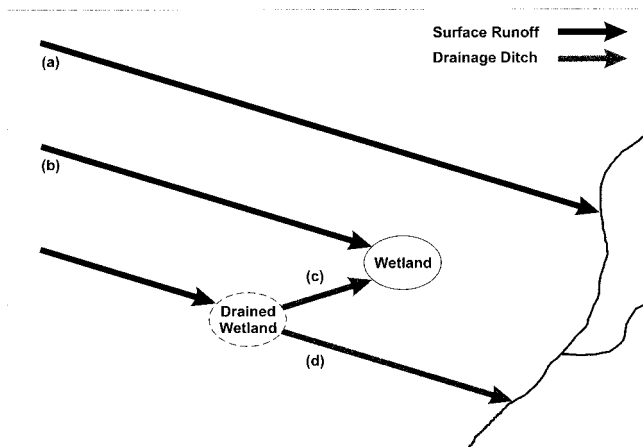 Surface Runoff
Drainage Ditch
(a)
(b)
Wetland
(c)
Drained
Wetland
(d)